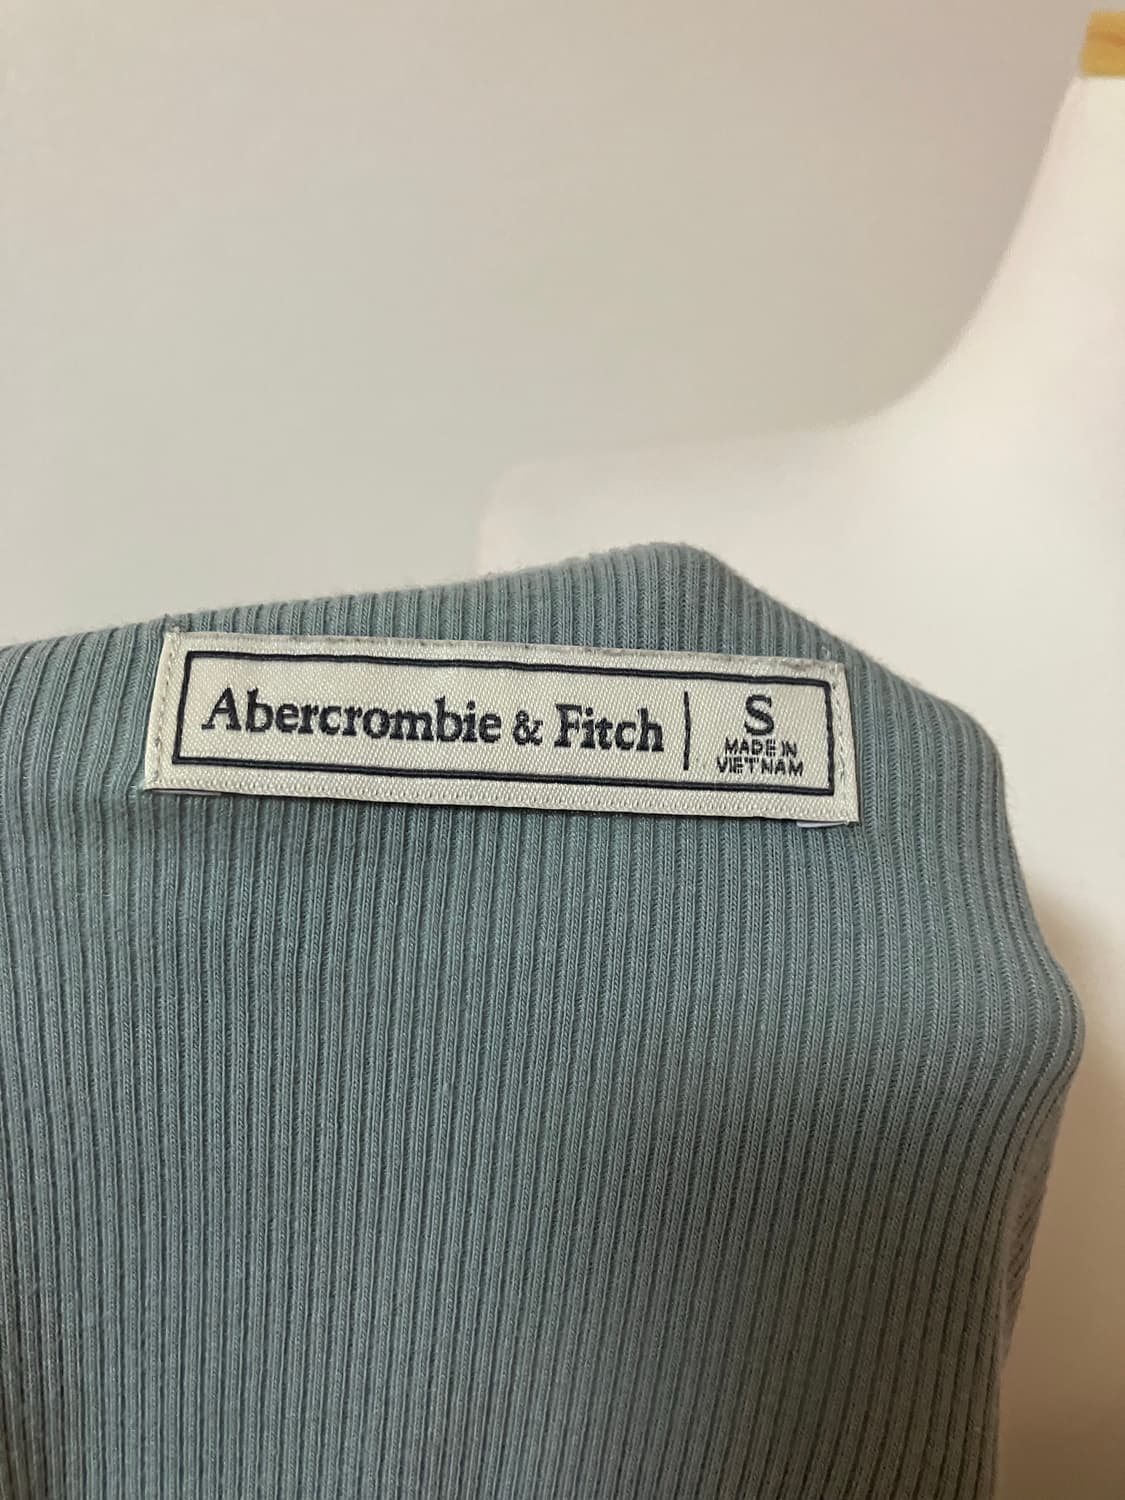 Abercrombie & Fitch
S
MADE IN
VIETNAM